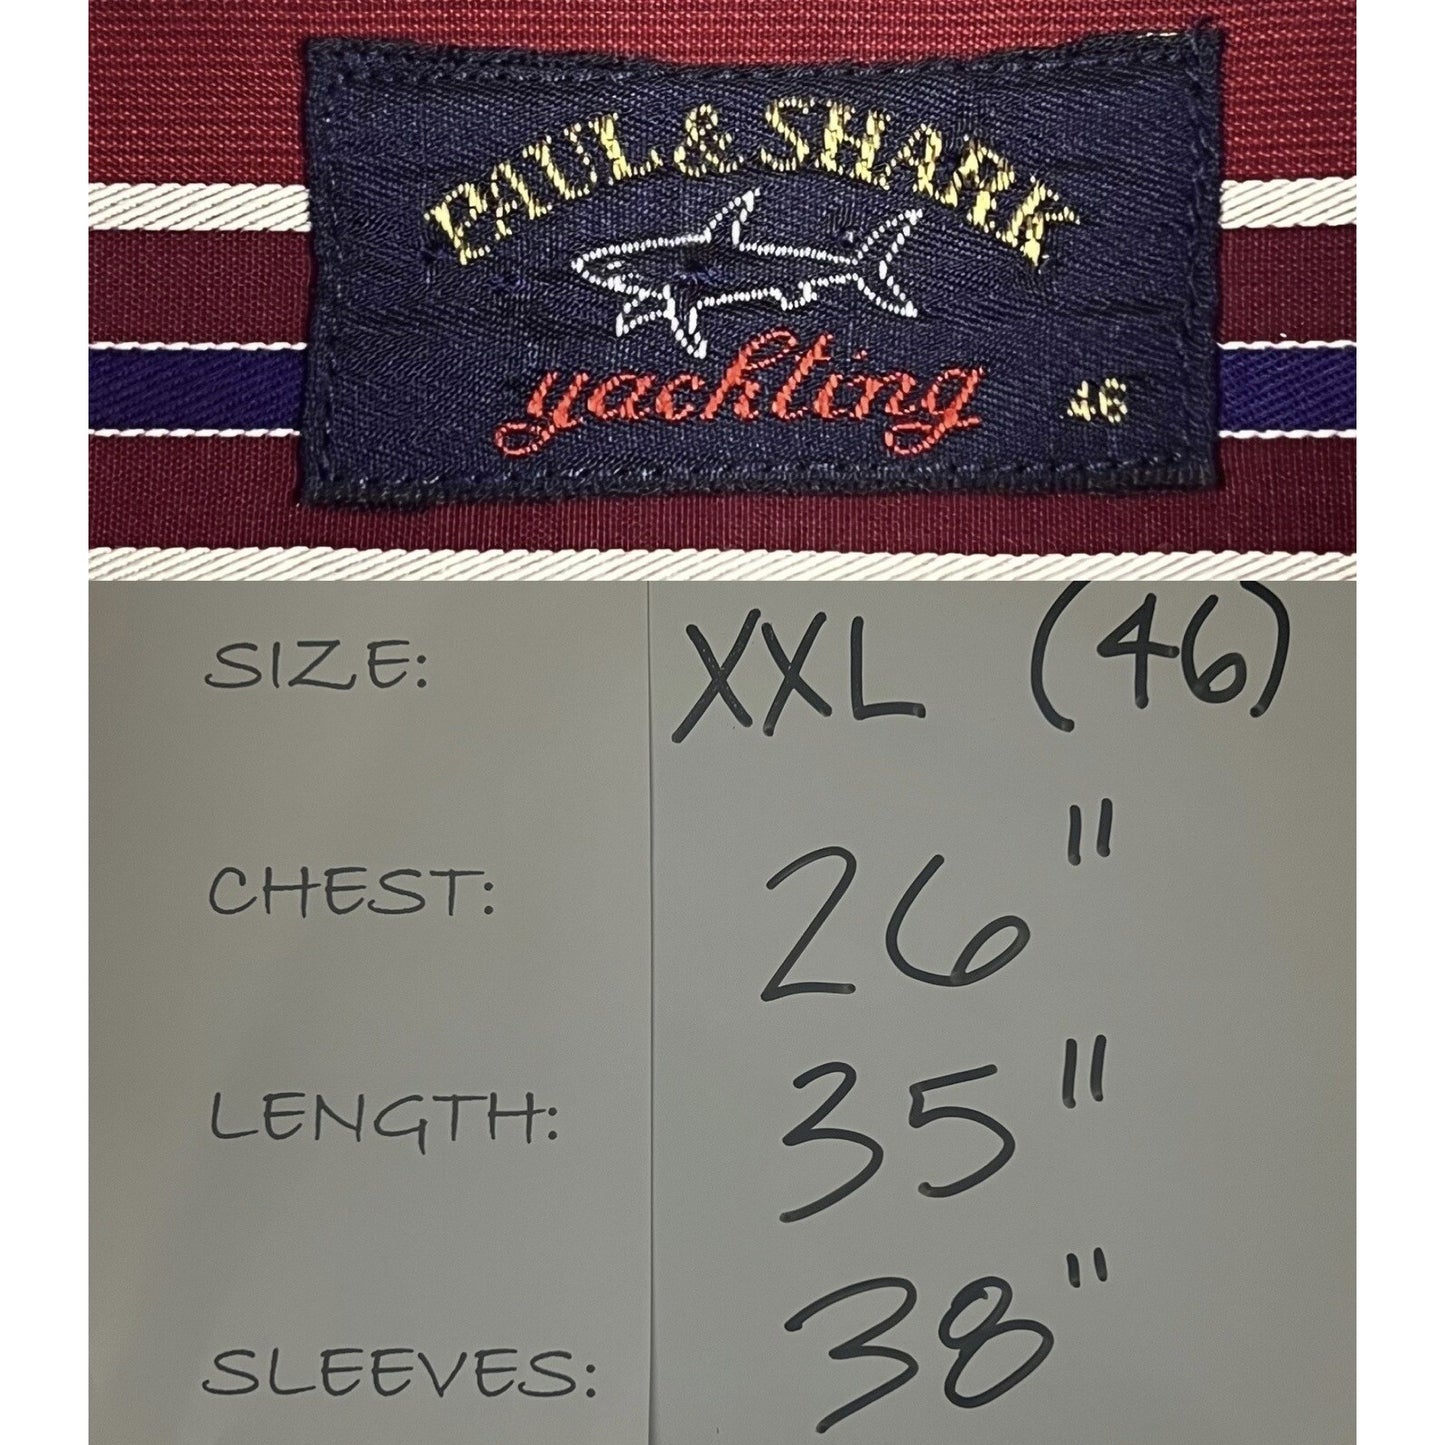 PAUL & SHARK
yachting 46
SIZE: XXL (46)
CHEST: 26"
LENGTH: 35"
SLEEVES: 38"